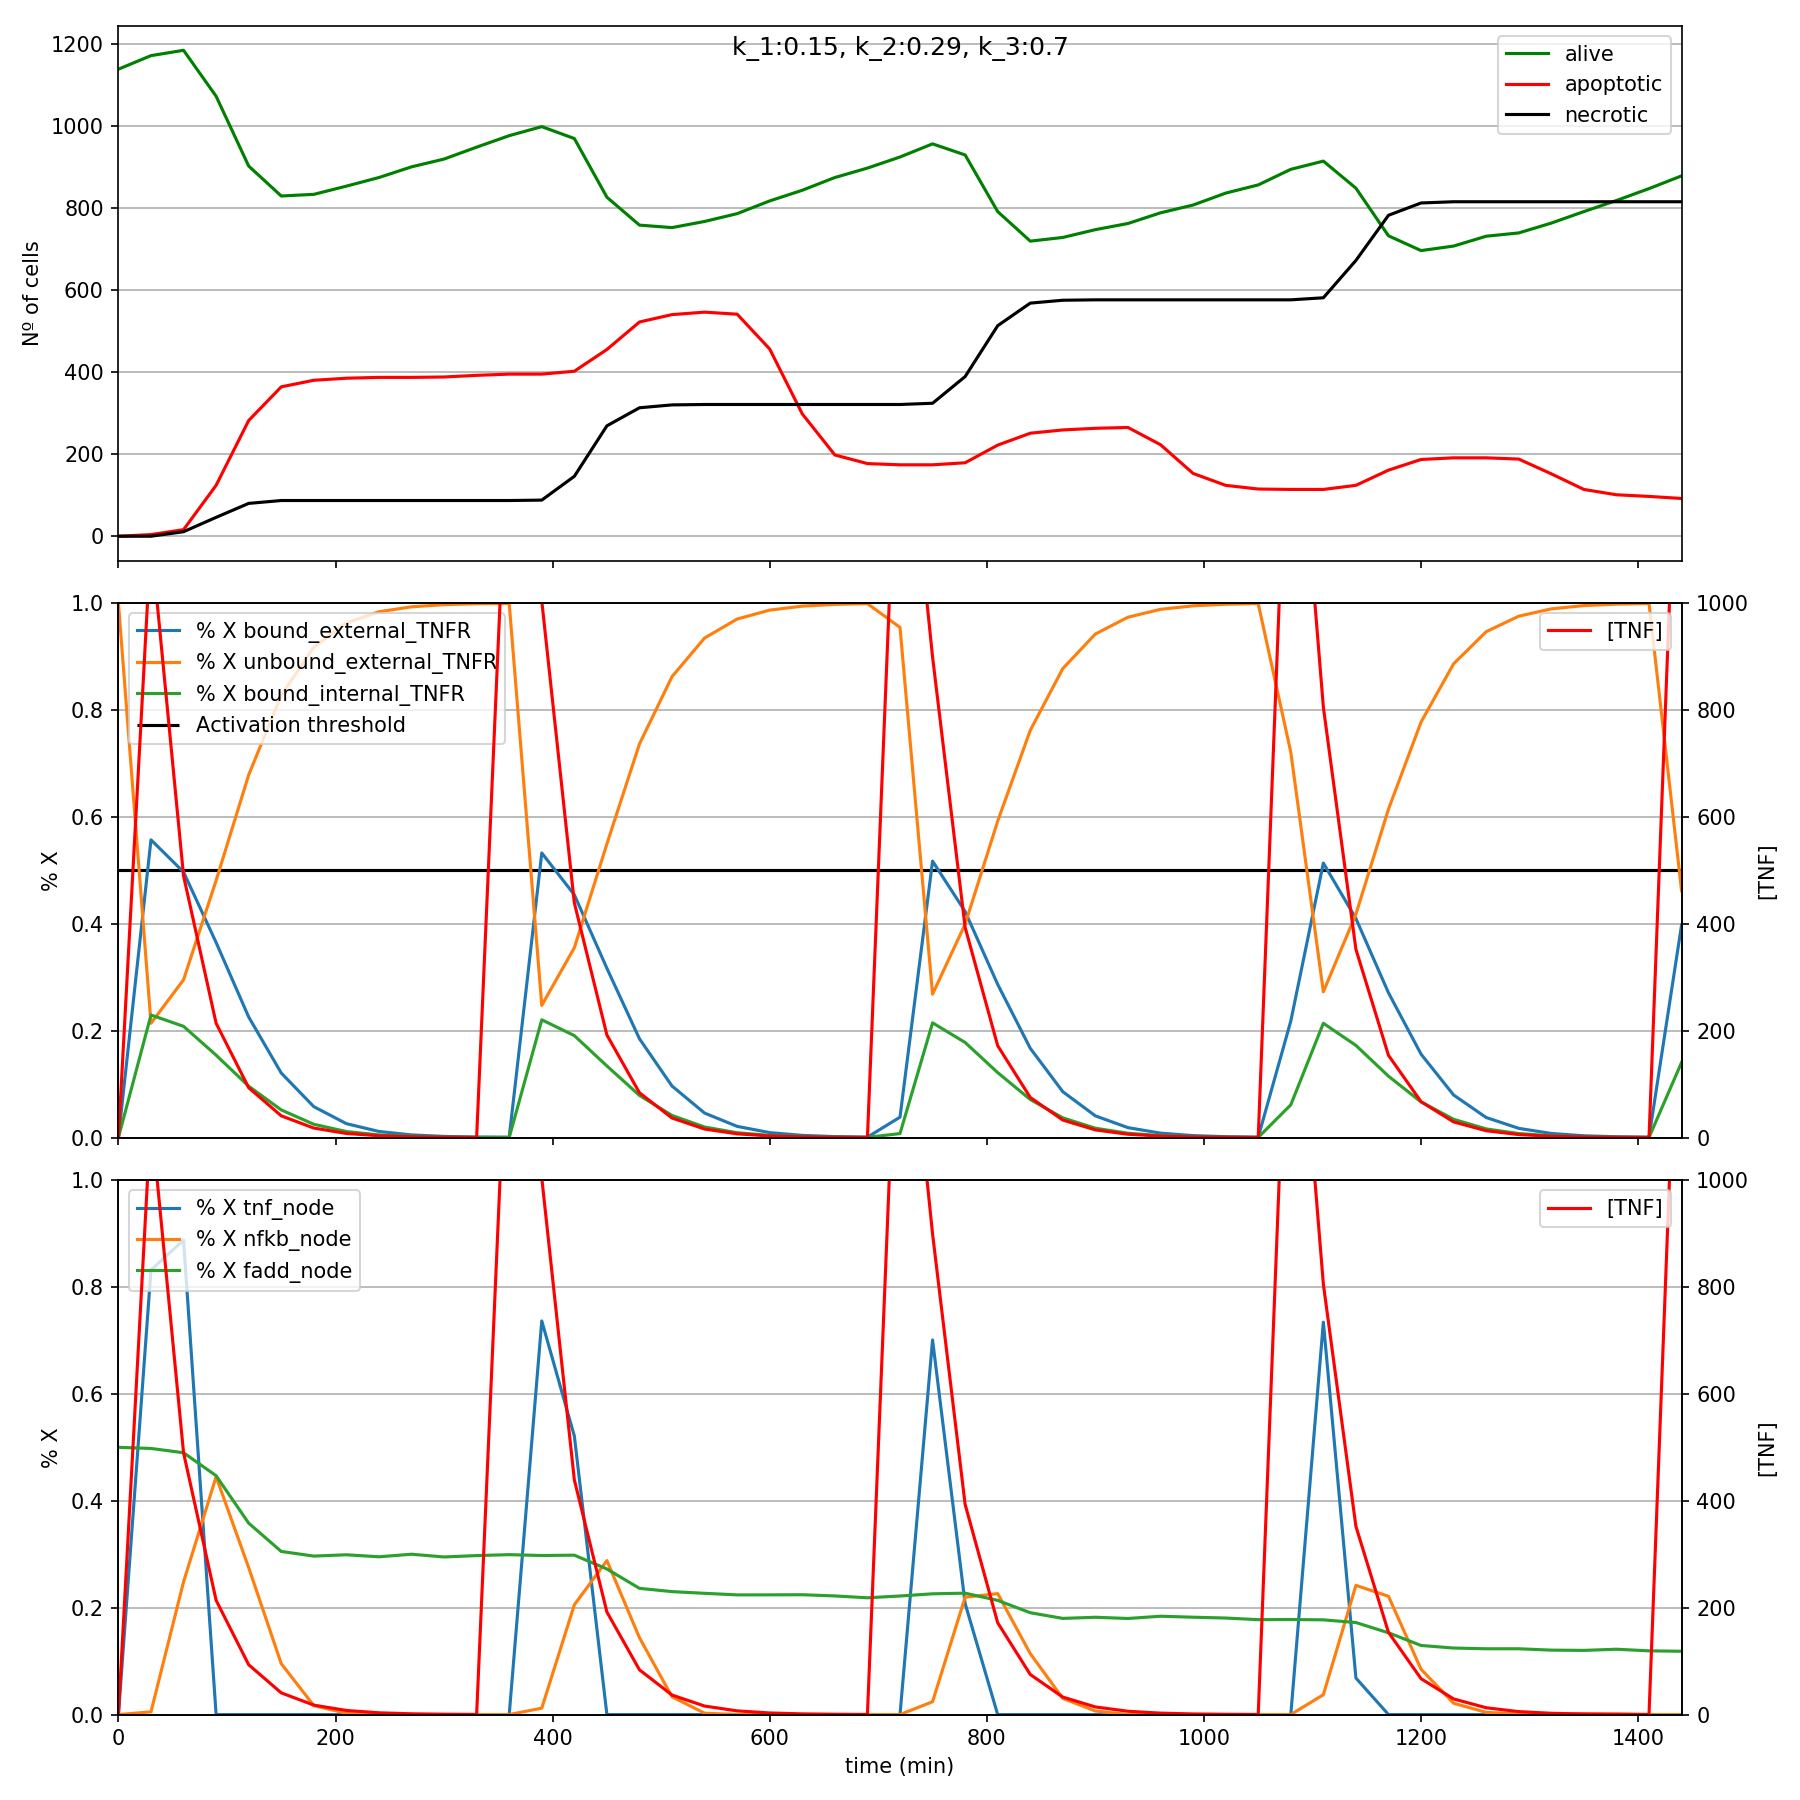 k_1:0.15, k_2:0.29, k_3:0.7
alive
apoptotic
necrotic
1200
1000
800
600
400
200
0
Nº of cells
% X bound_external_TNFR
% X unbound_external_TNFR
% X bound_internal_TNFR
Activation threshold
[TNF]
1.0
0.8
0.6
0.4
0.2
0.0
% X
1000
800
600
400
200
0
[TNF]
% X tnf_node
% X nfkb_node
% X fadd_node
[TNF]
1.0
0.8
0.6
0.4
0.2
0.0
% X
1000
800
600
400
200
0
[TNF]
0 200 400 600 800 1000 1200 1400
time (min)